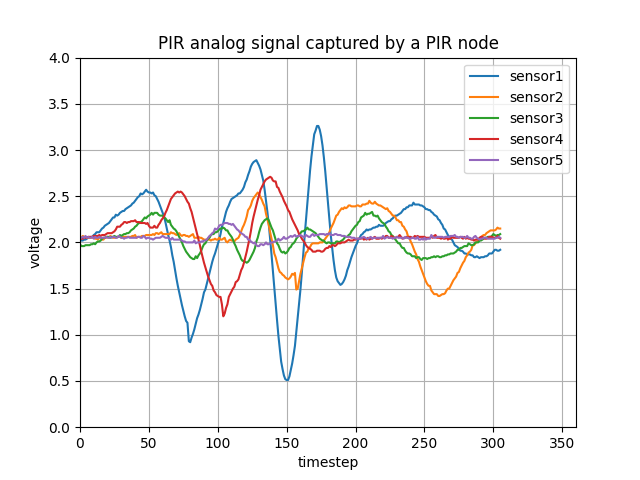 PIR analog signal captured by a PIR node
4.0
3.5
3.0
2.5
2.0
1.5
1.0
0.5
0.0
voltage
sensor1
sensor2
sensor3
sensor4
sensor5
0 50 100 150 200 250 300 350
timestep